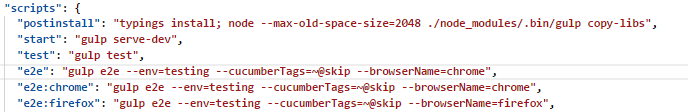 "scripts": {
"postinstall": "typings install; node --max-old-space-size=2048 ./node_modules/.bin/gulp copy-libs",
"start": "gulp serve-dev",
"test": "gulp test",
"e2e": "gulp e2e --env=testing --cucumberTags=~@skip --browserName=chrome",
"e2e:chrome": "gulp e2e --env=testing --cucumberTags=~@skip --browserName=chrome",
"e2e:firefox": "gulp e2e --env=testing --cucumberTags=~@skip --browserName=firefox",